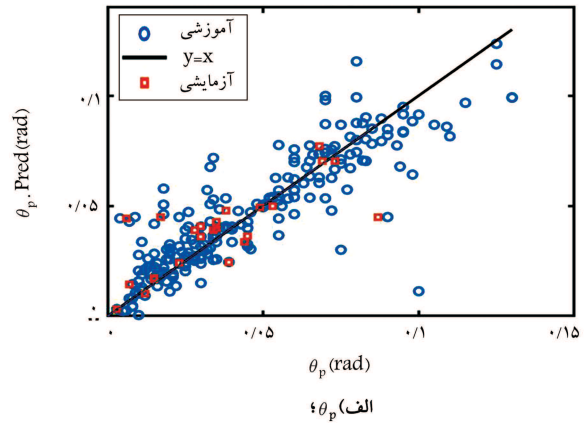 آموزشی
y=x
آزمایشی
θp, Pred(rad)
۰/۱
۰/۰۵
۰
۰ ۰/۰۵ ۰/۱ ۰/۱۵
θp(rad)
الف) θp؛